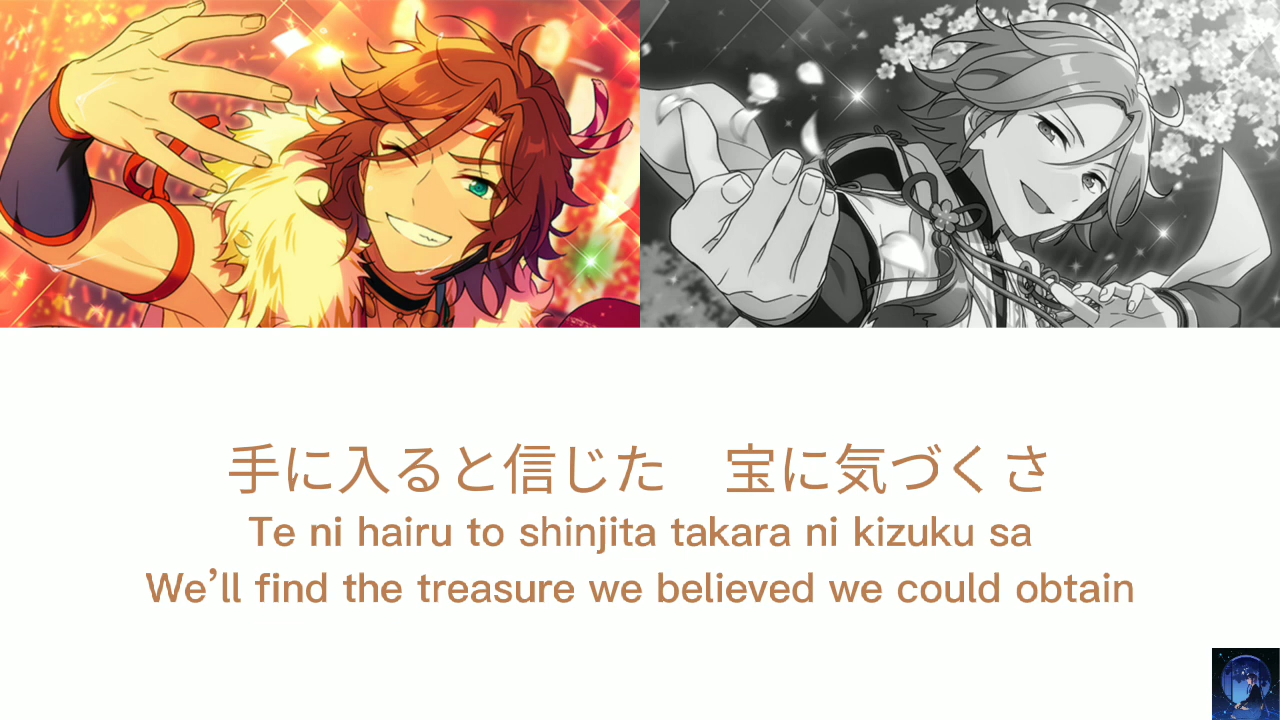 手に入ると信じた　宝に気づくさ
Te ni hairu to shinjita takara ni kizuku sa
We’ll find the treasure we believed we could obtain